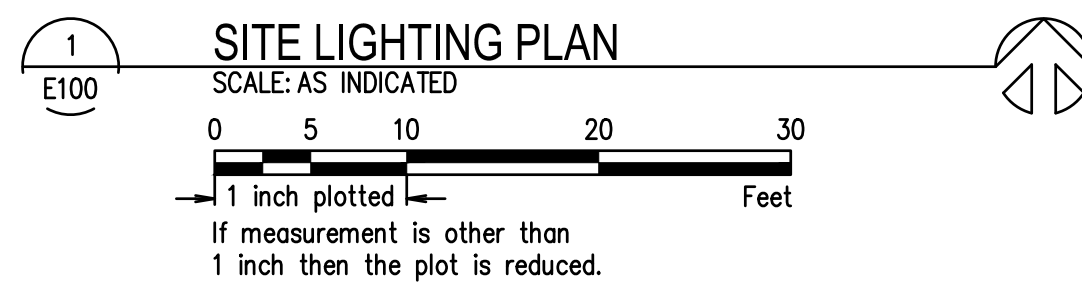 1
SITE LIGHTING PLAN
E100
SCALE: AS INDICATED
0 5 10 20 30
1 inch plotted
Feet
If measurement is other than
1 inch then the plot is reduced.